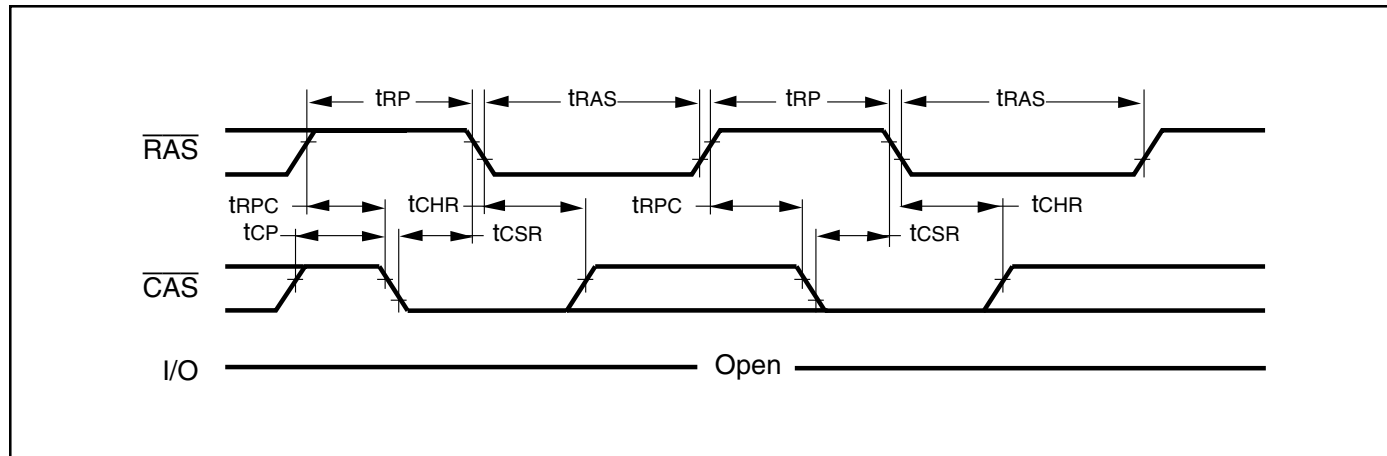 tRP tRAS tRP tRAS
RAS
tRPC tCHR tRPC tCHR
tCP tCSR tCSR
CAS
I/O Open